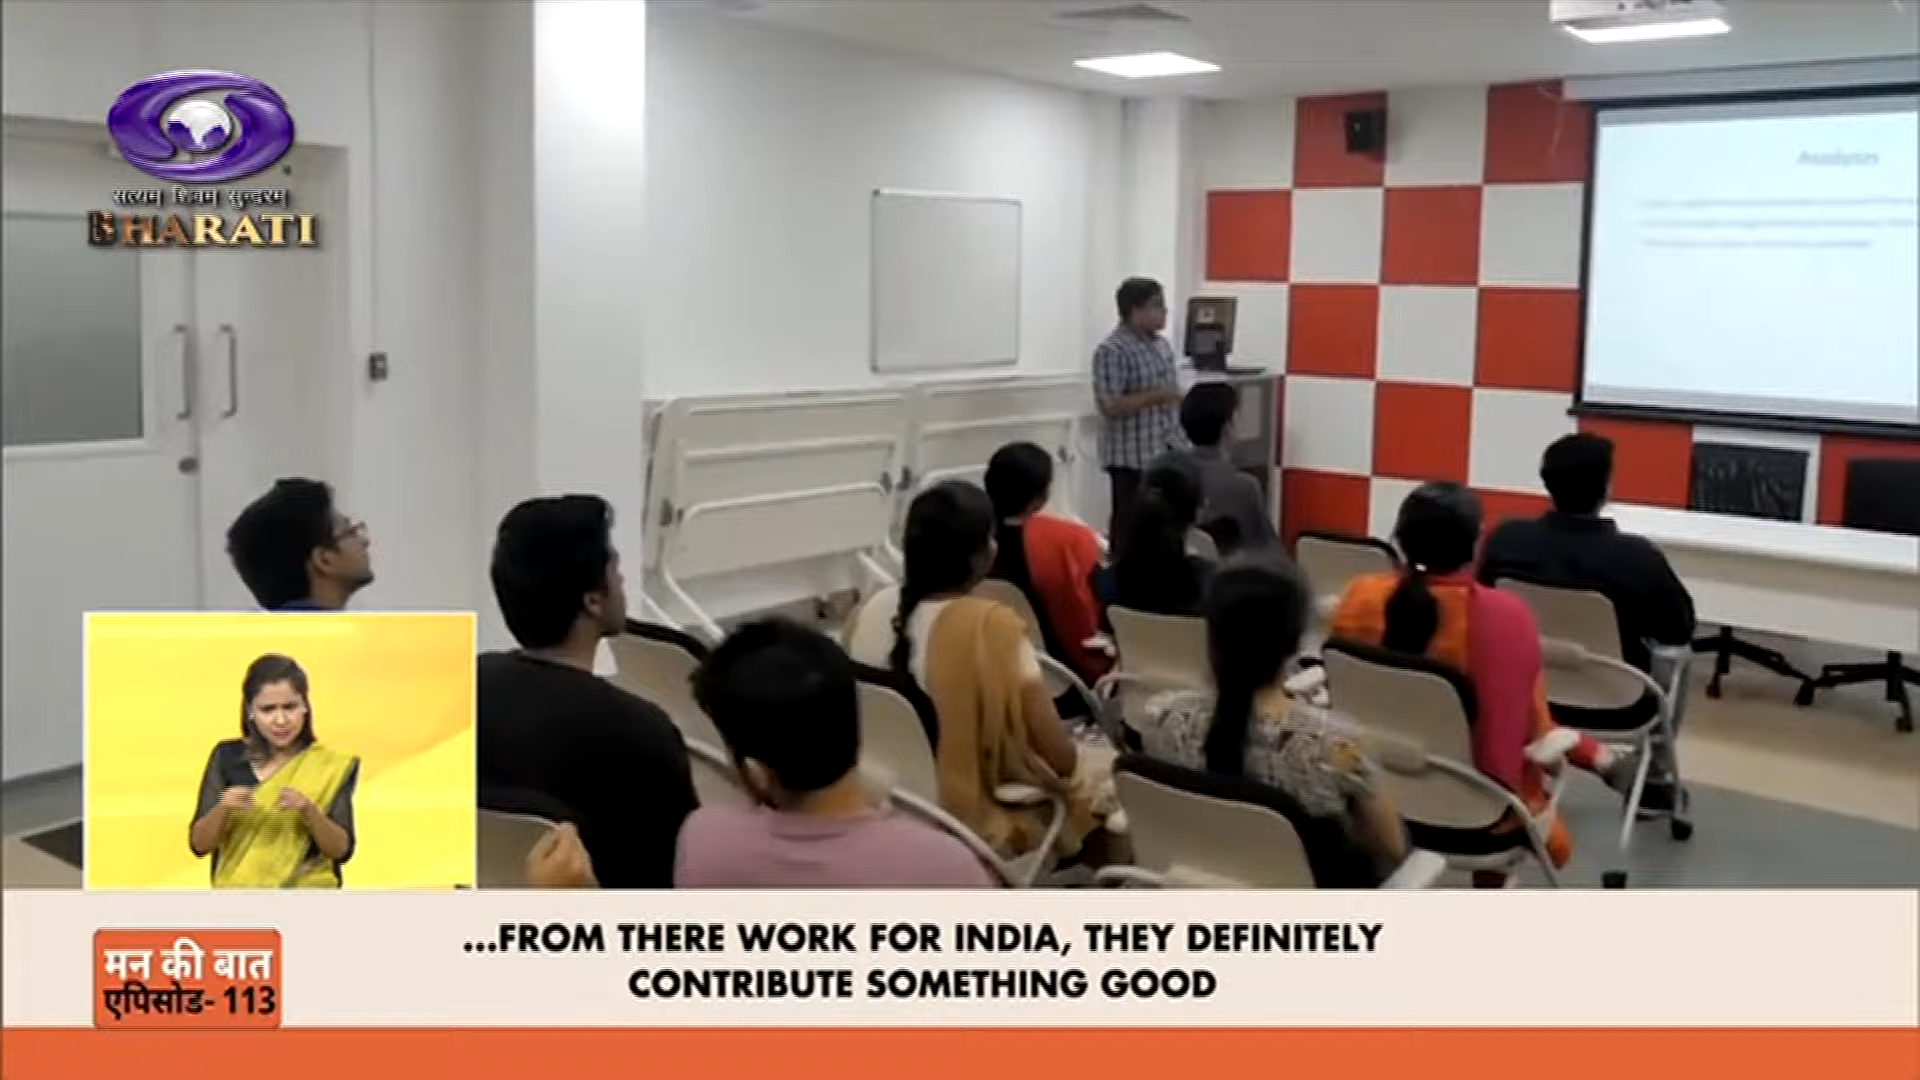 सत्यम् शिवम् सुन्दरम्
BHARATI
...FROM THERE WORK FOR INDIA, THEY DEFINITELY
CONTRIBUTE SOMETHING GOOD
मन की बात
एपिसोड- 113